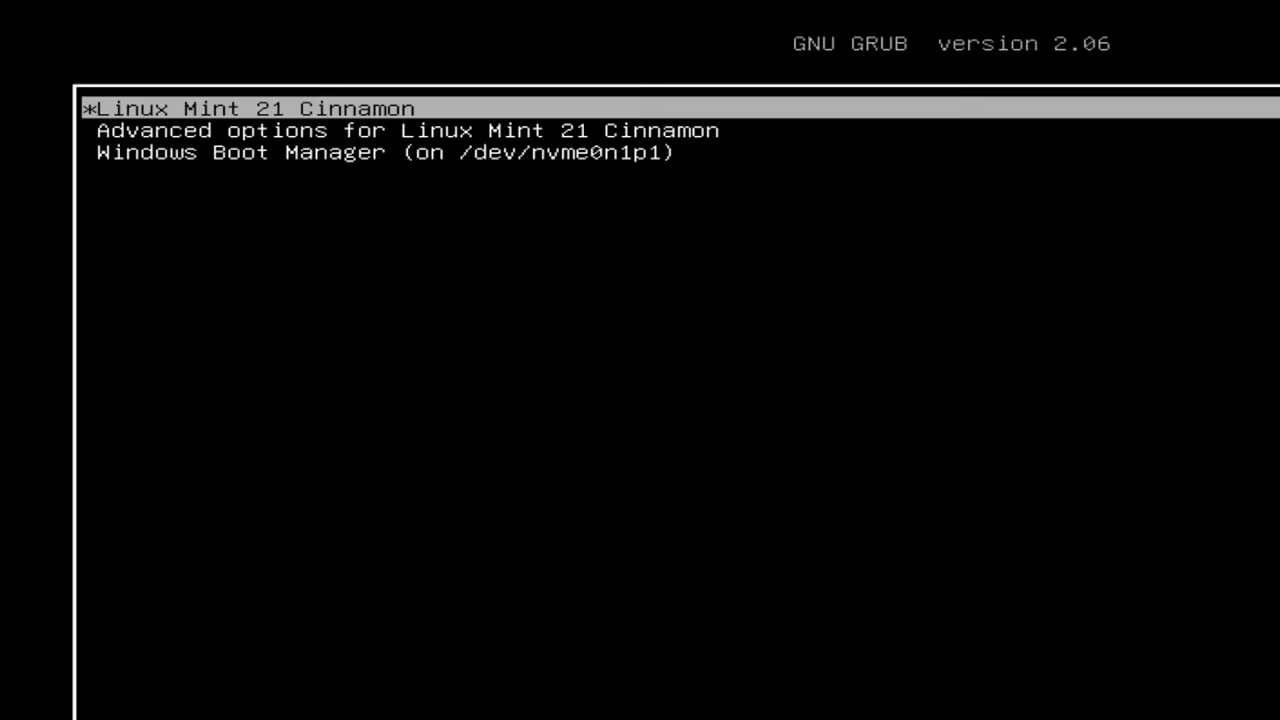 GNU GRUB  version 2.06
*Linux Mint 21 Cinnamon
Advanced options for Linux Mint 21 Cinnamon
Windows Boot Manager (on /dev/nvme0n1p1)